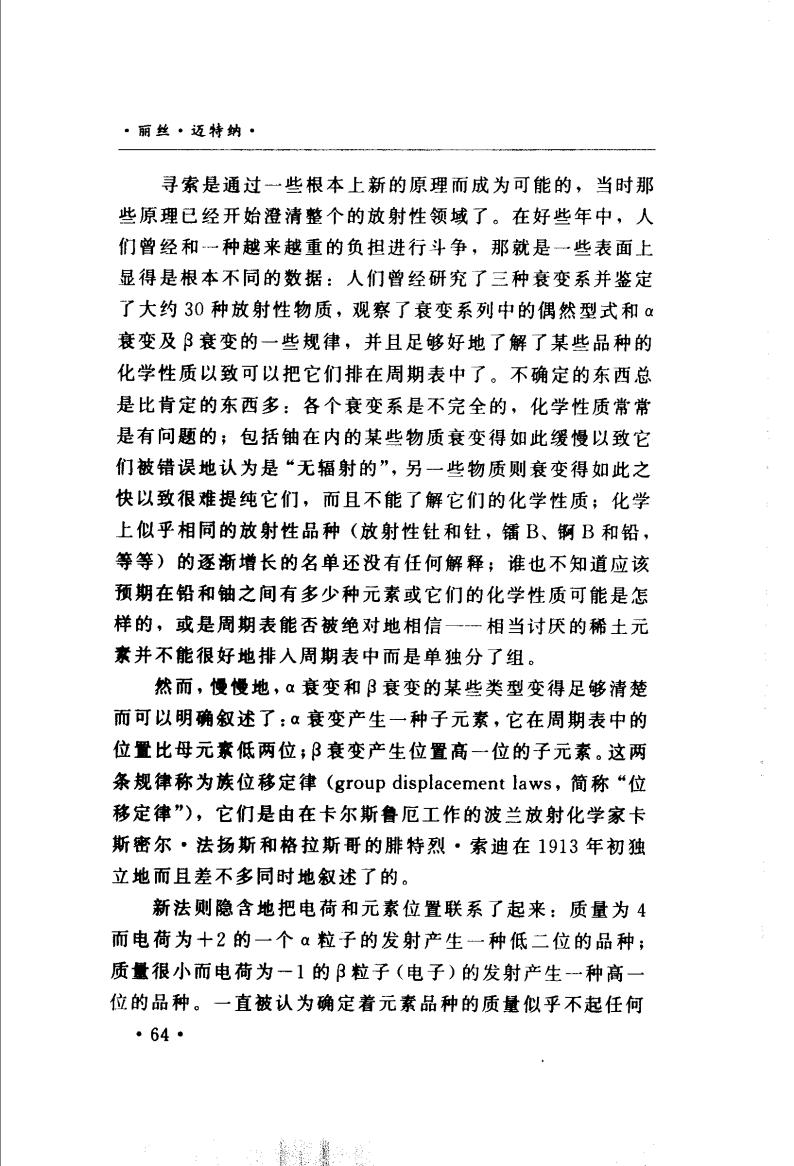 ·丽丝·迈特纳·
寻索是通过一些根本上新的原理而成为可能的，当时那
些原理已经开始澄清整个的放射性领域了。在好些年中，人
们曾经和一种越来越重的负担进行斗争，那就是一些表面上
显得是根本不同的数据：人们曾经研究了三种衰变系并鉴定
了大约 30 种放射性物质，观察了衰变系列中的偶然型式和 α
衰变及 β 衰变的一些规律，并且足够好地了解了某些品种的
化学性质以致可以把它们排在周期表中了。不确定的东西总
是比肯定的东西多：各个衰变系是不完全的，化学性质常常
是有问题的；包括铀在内的某些物质衰变得如此缓慢以致它
们被错误地认为是“无辐射的”，另一些物质则衰变得如此之
快以致很难提纯它们，而且不能了解它们的化学性质；化学
上似乎相同的放射性品种（放射性钍和钍，镭 B、锕 B 和铅，
等等）的逐渐增长的名单还没有任何解释；谁也不知道应该
预期在铅和铀之间有多少种元素或它们的化学性质可能是怎
样的，或是周期表能否被绝对地相信——相当讨厌的稀土元
素并不能很好地排入周期表中而是单独分了组。
然而，慢慢地，α 衰变和 β 衰变的某些类型变得足够清楚
而可以明确叙述了：α 衰变产生一种子元素，它在周期表中的
位置比母元素低两位；β 衰变产生位置高一位的子元素。这两
条规律称为族位移定律（group displacement laws，简称“位
移定律”），它们是由在卡尔斯鲁厄工作的波兰放射化学家卡
斯密尔·法扬斯和格拉斯哥的腓特烈·索迪在 1913 年初独
立地而且差不多同时地叙述了的。
新法则隐含地把电荷和元素位置联系了起来：质量为 4
而电荷为＋2 的一个 α 粒子的发射产生一种低二位的品种；
质量很小而电荷为－1 的 β 粒子（电子）的发射产生一种高一
位的品种。一直被认为确定着元素品种的质量似乎不起任何
·64·